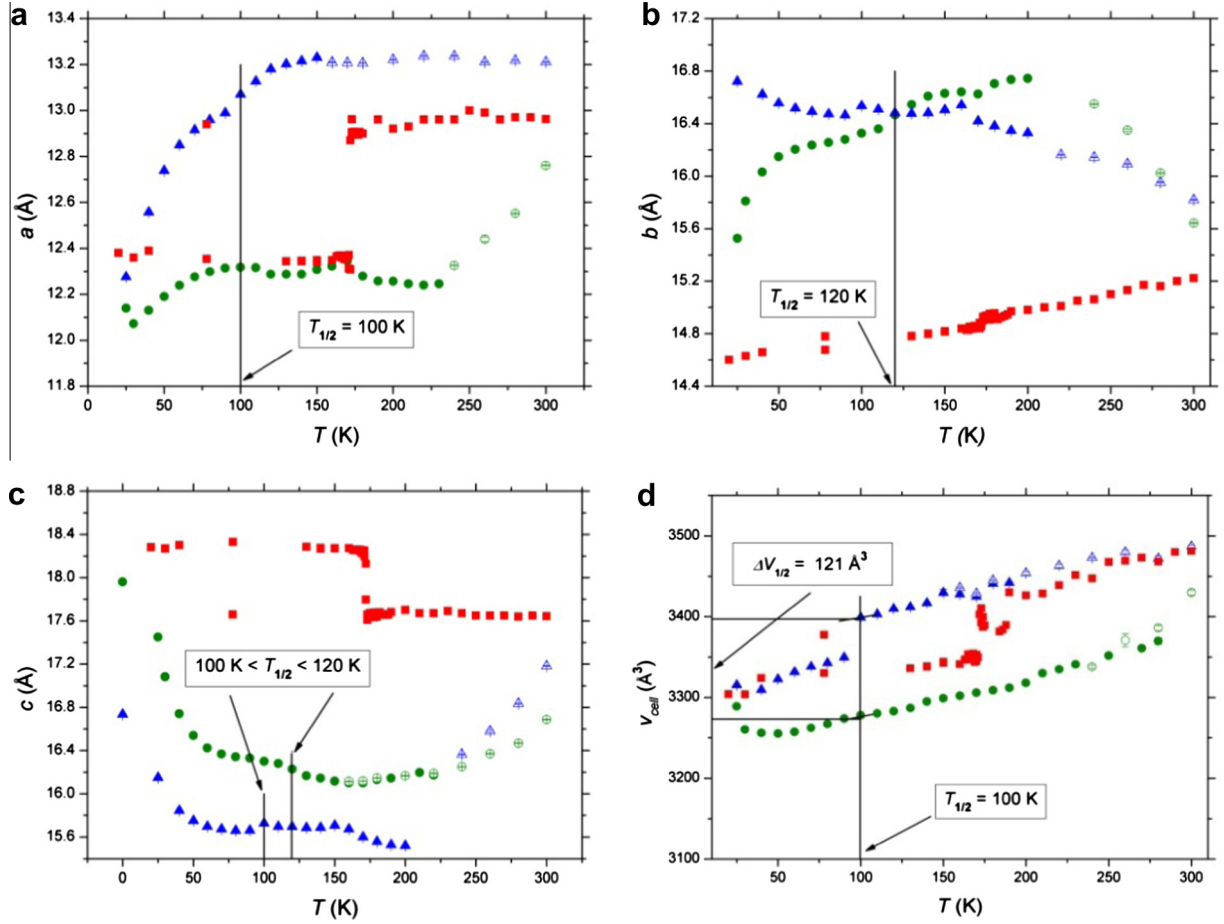 a
13.4
13.2
13.0
12.8
12.6
12.4
12.2
12.0
11.8
a (Å)
T1/2 = 100 K
0 50 100 150 200 250 300
T (K)
b
17.2
16.8
16.4
16.0
15.6
15.2
14.8
14.4
b (Å)
T1/2 = 120 K
50 100 150 200 250 300
T (K)
c
18.8
18.4
18.0
17.6
17.2
16.8
16.4
16.0
15.6
c (Å)
100 K < T1/2 < 120 K
0 50 100 150 200 250 300
T (K)
d
3500
3400
3300
3200
3100
Vcell (Å3)
ΔV1/2 = 121 Å3
T1/2 = 100 K
50 100 150 200 250 300
T (K)